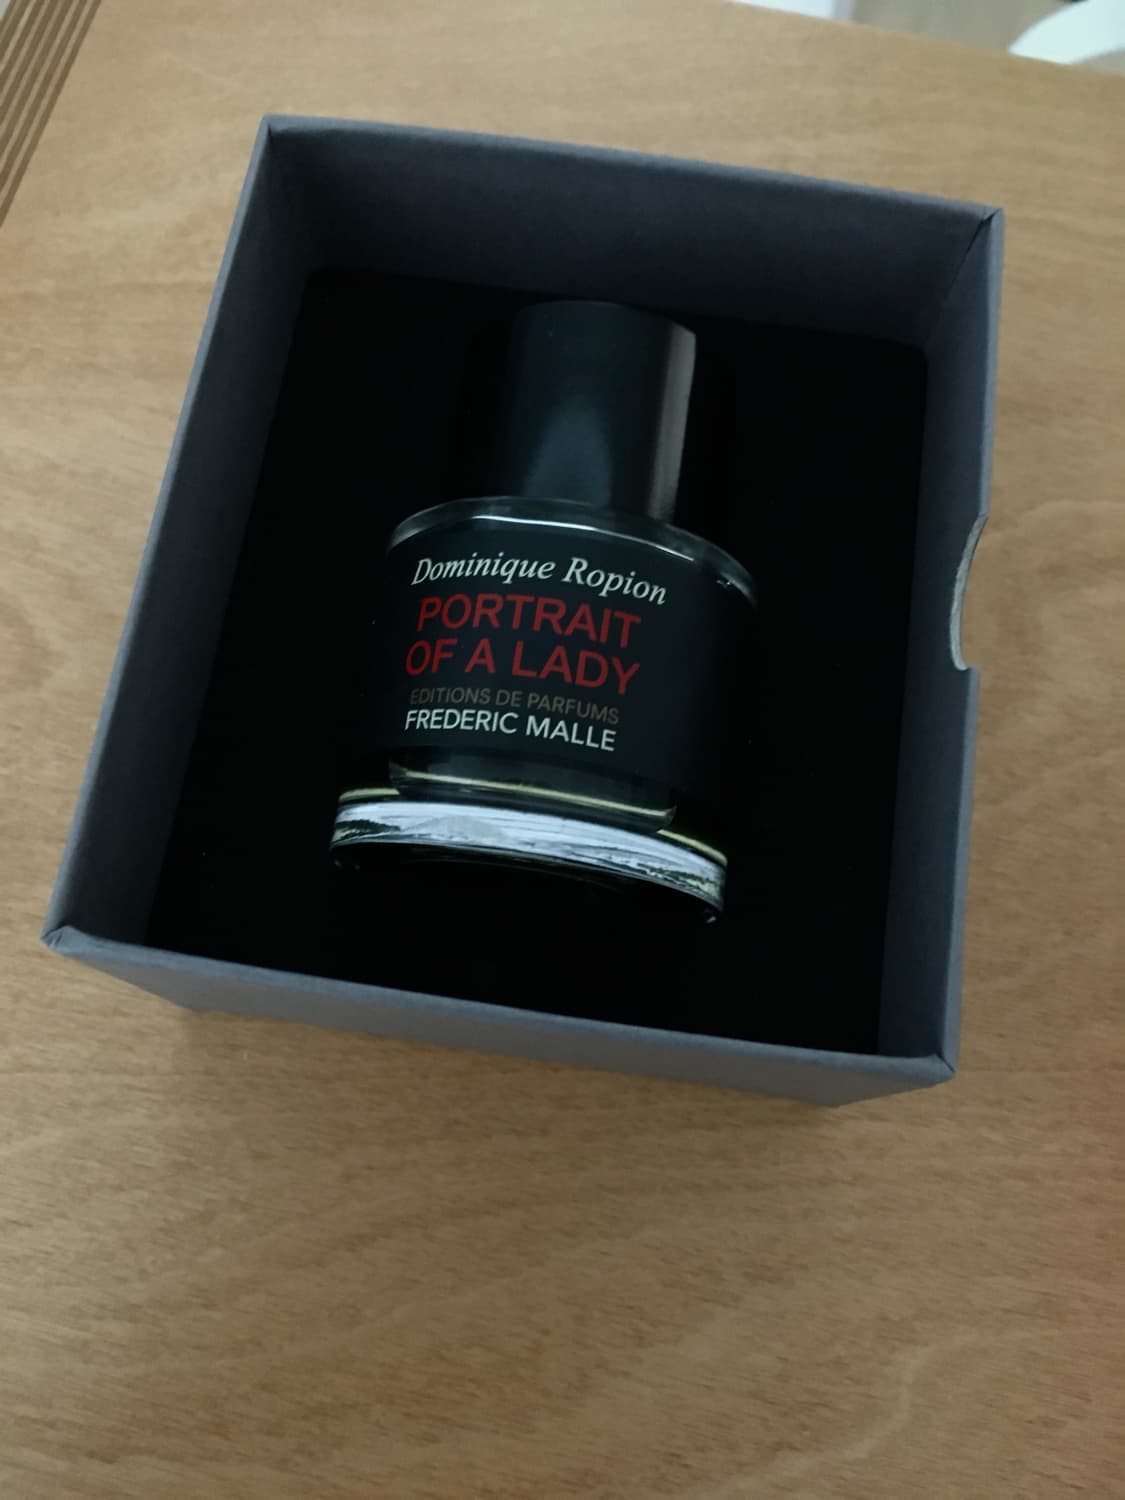 Dominique Ropion
PORTRAIT
OF A LADY
EDITIONS DE PARFUMS
FREDERIC MALLE